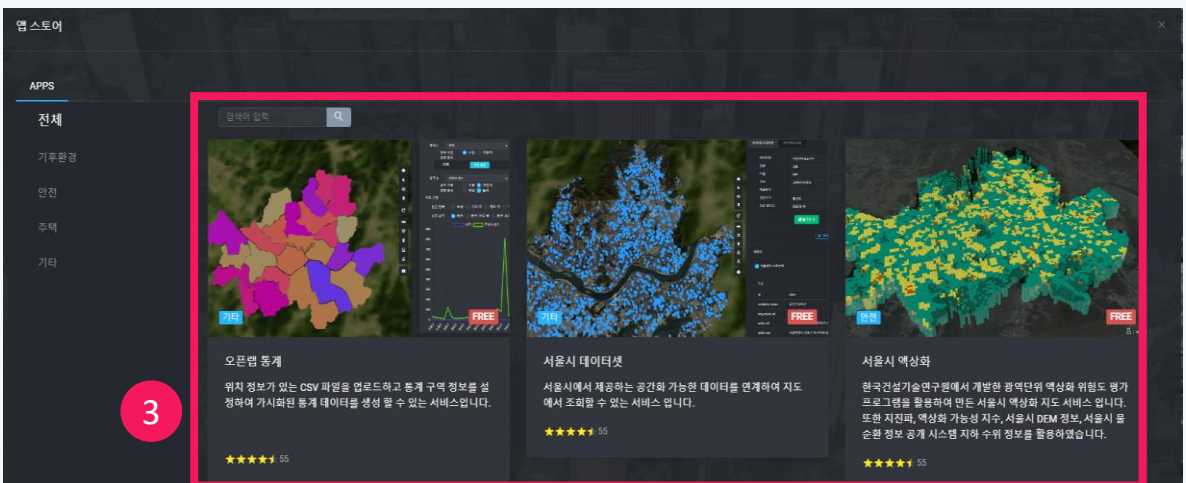 앱 스토어
APPS
전체
기후환경
안전
주택
기타
검색어 입력
기타
FREE
기타
FREE
안전
FREE
오픈랩 통계
위치 정보가 있는 CSV 파일을 업로드하고 통계 구역 정보를 설
정하여 가시화된 통계 데이터를 생성 할 수 있는 서비스입니다.
55
서울시 데이터셋
서울시에서 제공하는 공간화 가능한 데이터를 연계하여 지도
에서 조회할 수 있는 서비스 입니다.
55
서울시 액상화
한국건설기술연구원에서 개발한 광역단위 액상화 위험도 평가
프로그램을 활용하여 만든 서울시 액상화 지도 서비스 입니다.
또한 지진파, 액상화 가능성 지수, 서울시 DEM 정보, 서울시 물
순환 정보 공개 시스템 지하 수위 정보를 활용하였습니다.
55
3